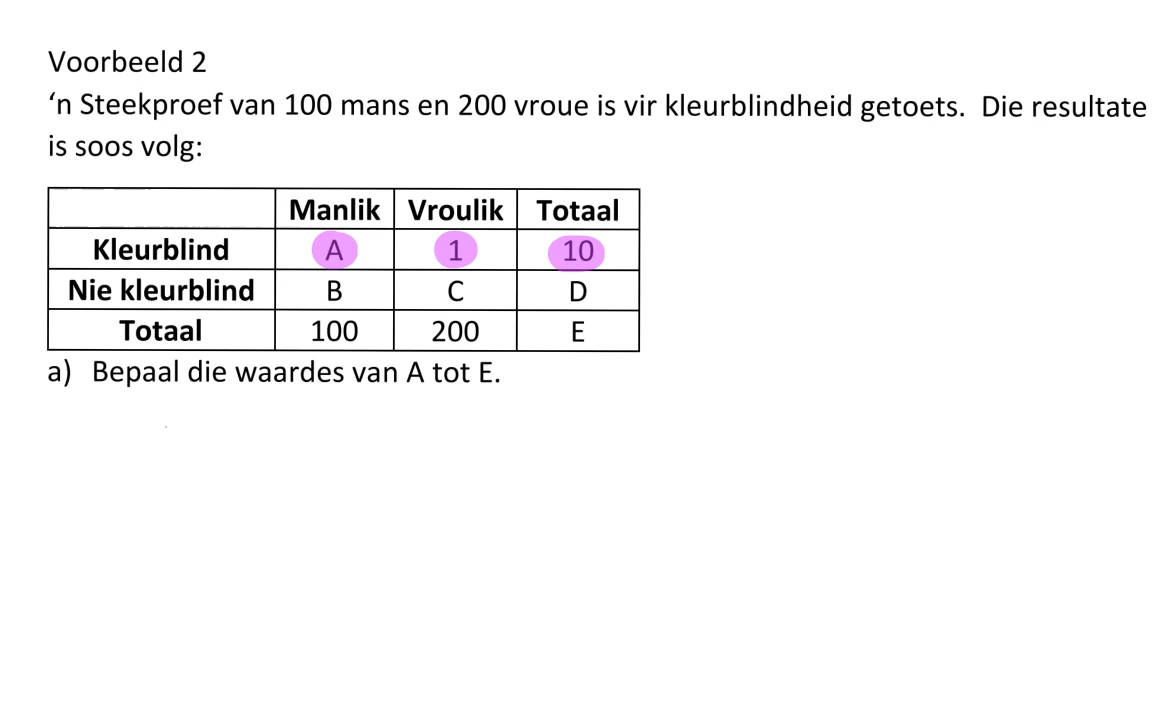 Voorbeeld 2
‘n Steekproef van 100 mans en 200 vroue is vir kleurblindheid getoets.  Die resultate
is soos volg:
Manlik Vroulik Totaal
Kleurblind A 1 10
Nie kleurblind B C D
Totaal 100 200 E
a) Bepaal die waardes van A tot E.